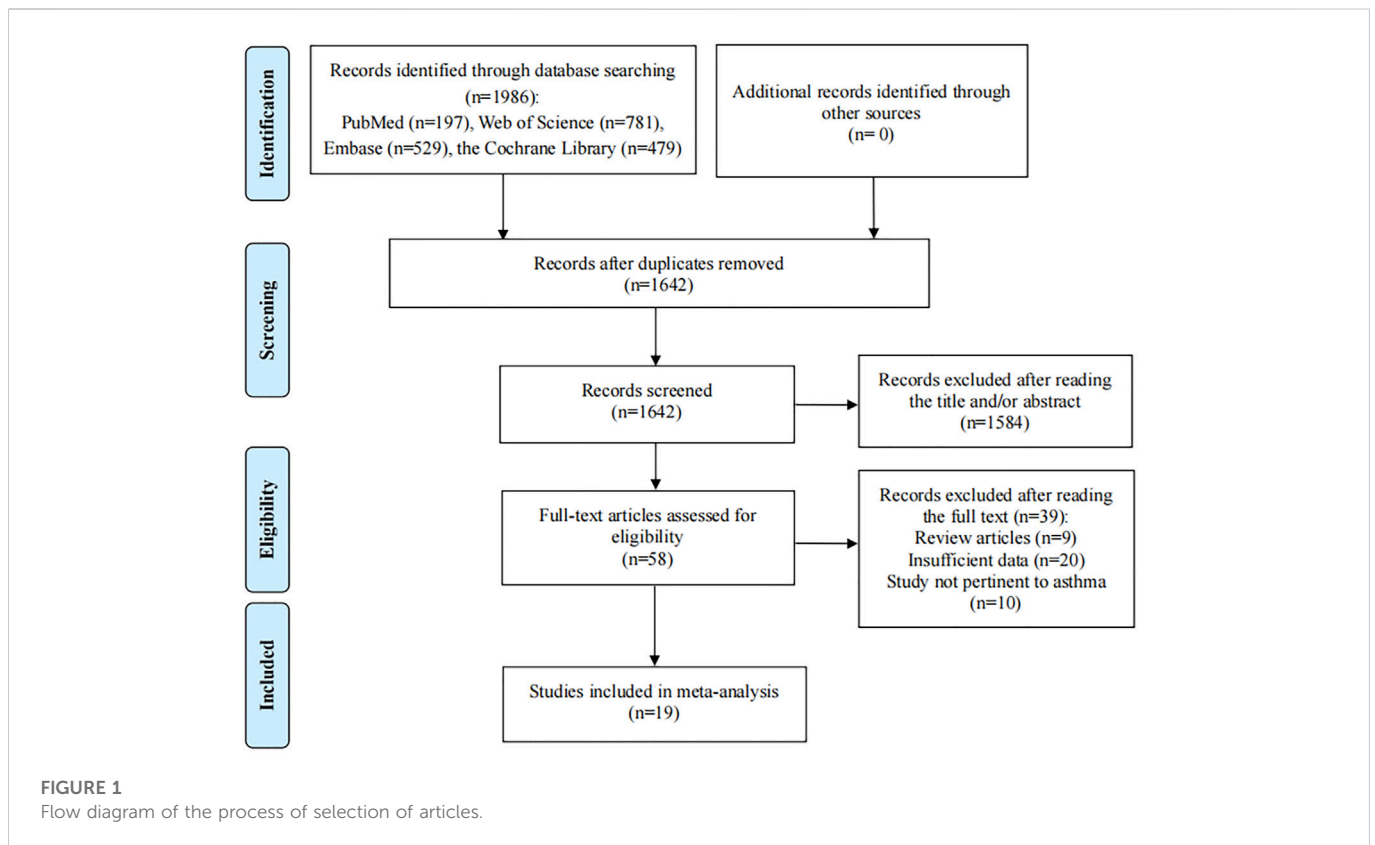 Identification
Records identified through database searching
(n=1986):
PubMed (n=197), Web of Science (n=781),
Embase (n=529), the Cochrane Library (n=479)
Additional records identified through
other sources
(n= 0)
Screening
Records after duplicates removed
(n=1642)
Records screened
(n=1642)
Records excluded after reading
the title and/or abstract
(n=1584)
Eligibility
Full-text articles assessed for
eligibility
(n=58)
Records excluded after reading
the full text (n=39):
Review articles (n=9)
Insufficient data (n=20)
Study not pertinent to asthma
(n=10)
Included
Studies included in meta-analysis
(n=19)
FIGURE 1
Flow diagram of the process of selection of articles.